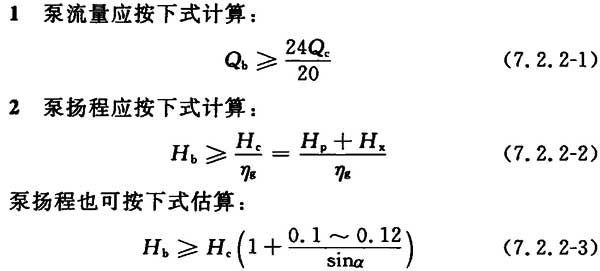 1 泵流量应按下式计算：
Q_b ≥ 24Q_c / 20 (7.2.2-1)
2 泵扬程应按下式计算：
H_b ≥ H_c / η_g = (H_p + H_x) / η_g (7.2.2-2)
泵扬程也可按下式估算：
H_b ≥ H_c(1 + 0.1～0.12 / sinα) (7.2.2-3)